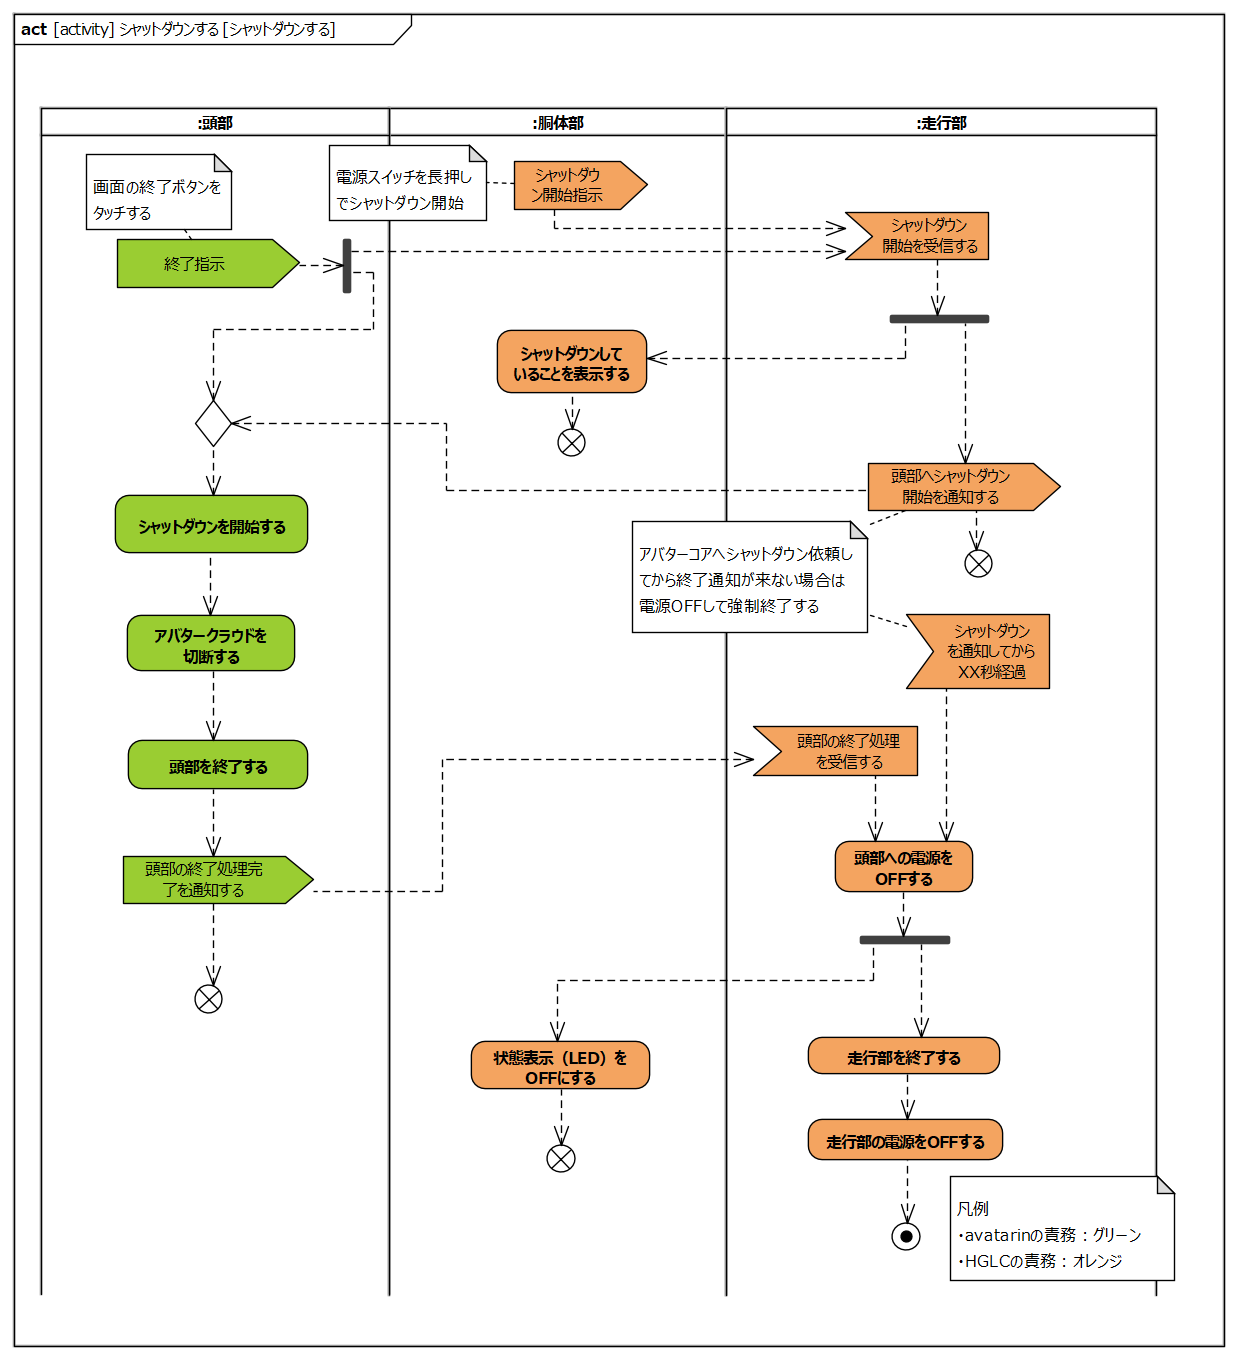 act [activity] シャットダウンする [シャットダウンする]
:頭部
:胴体部
:走行部
画面の終了ボタンを
タッチする
電源スイッチを長押し
でシャットダウン開始
シャットダウ
ン開始指示
シャットダウン
開始を受信する
終了指示
シャットダウンして
いることを表示する
頭部へシャットダウン
開始を通知する
シャットダウンを開始する
アバターコアへシャットダウン依頼し
てから終了通知が来ない場合は
電源OFFして強制終了する
アバタークラウドを
切断する
シャットダウン
を通知してから
XX秒経過
頭部を終了する
頭部の終了処理
を受信する
頭部の終了処理完
了を通知する
頭部への電源を
OFFする
状態表示（LED）を
OFFにする
走行部を終了する
走行部の電源をOFFする
凡例
・avatarinの責務：グリーン
・HGLCの責務：オレンジ